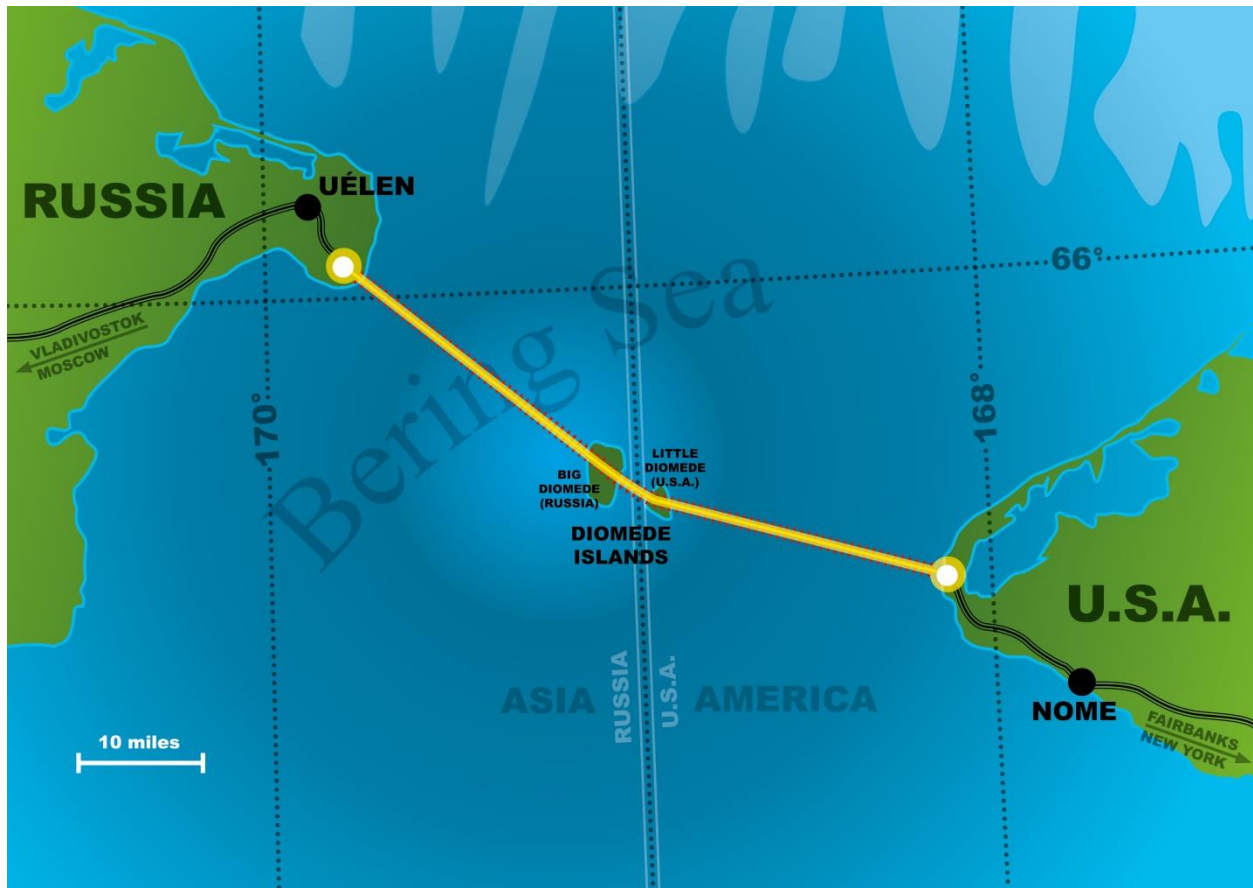 UÉLEN
RUSSIA
66°
VLADIVOSTOK
MOSCOW
Bering Sea
170°
168°
LITTLE
DIOMEDE
(U.S.A.)
BIG
DIOMEDE
(RUSSIA)
DIOMEDE
ISLANDS
U.S.A.
RUSSIA
U.S.A.
ASIA
AMERICA
NOME
FAIRBANKS
NEW YORK
10 miles